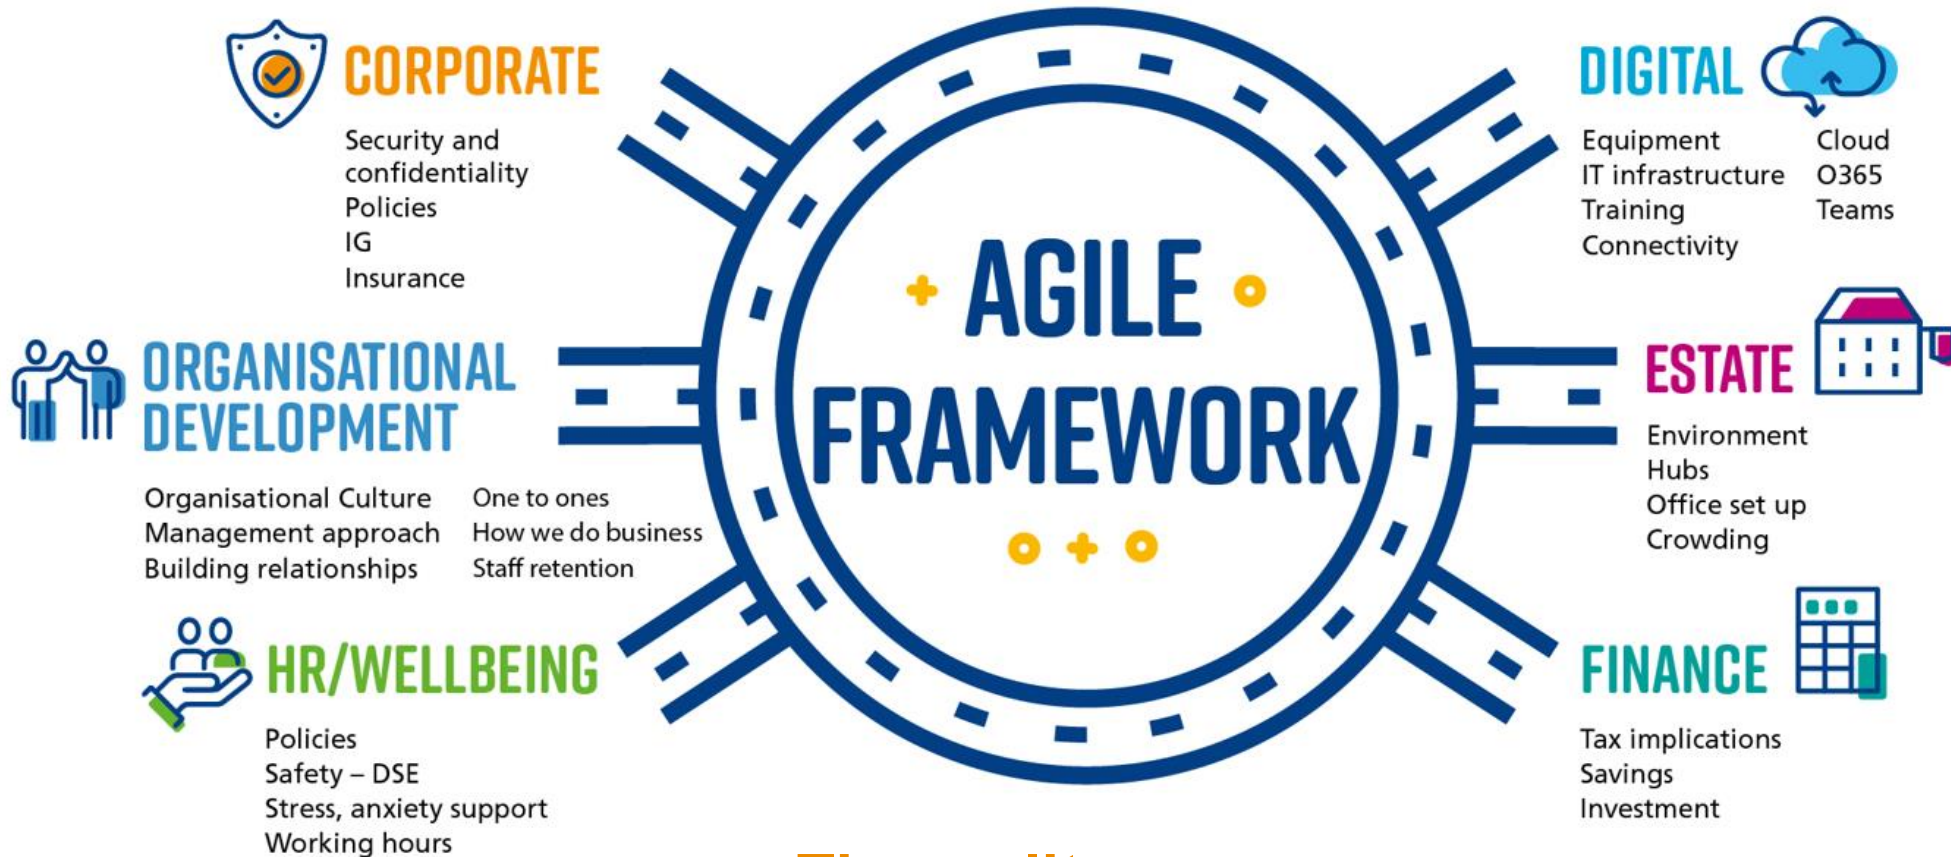 CORPORATE
Security and
confidentiality
Policies
IG
Insurance
ORGANISATIONAL
DEVELOPMENT
Organisational Culture
Management approach
Building relationships
One to ones
How we do business
Staff retention
HR/WELLBEING
Policies
Safety – DSE
Stress, anxiety support
Working hours
AGILE
FRAMEWORK
DIGITAL
Equipment
IT infrastructure
Training
Connectivity
Cloud
O365
Teams
ESTATE
Environment
Hubs
Office set up
Crowding
FINANCE
Tax implications
Savings
Investment